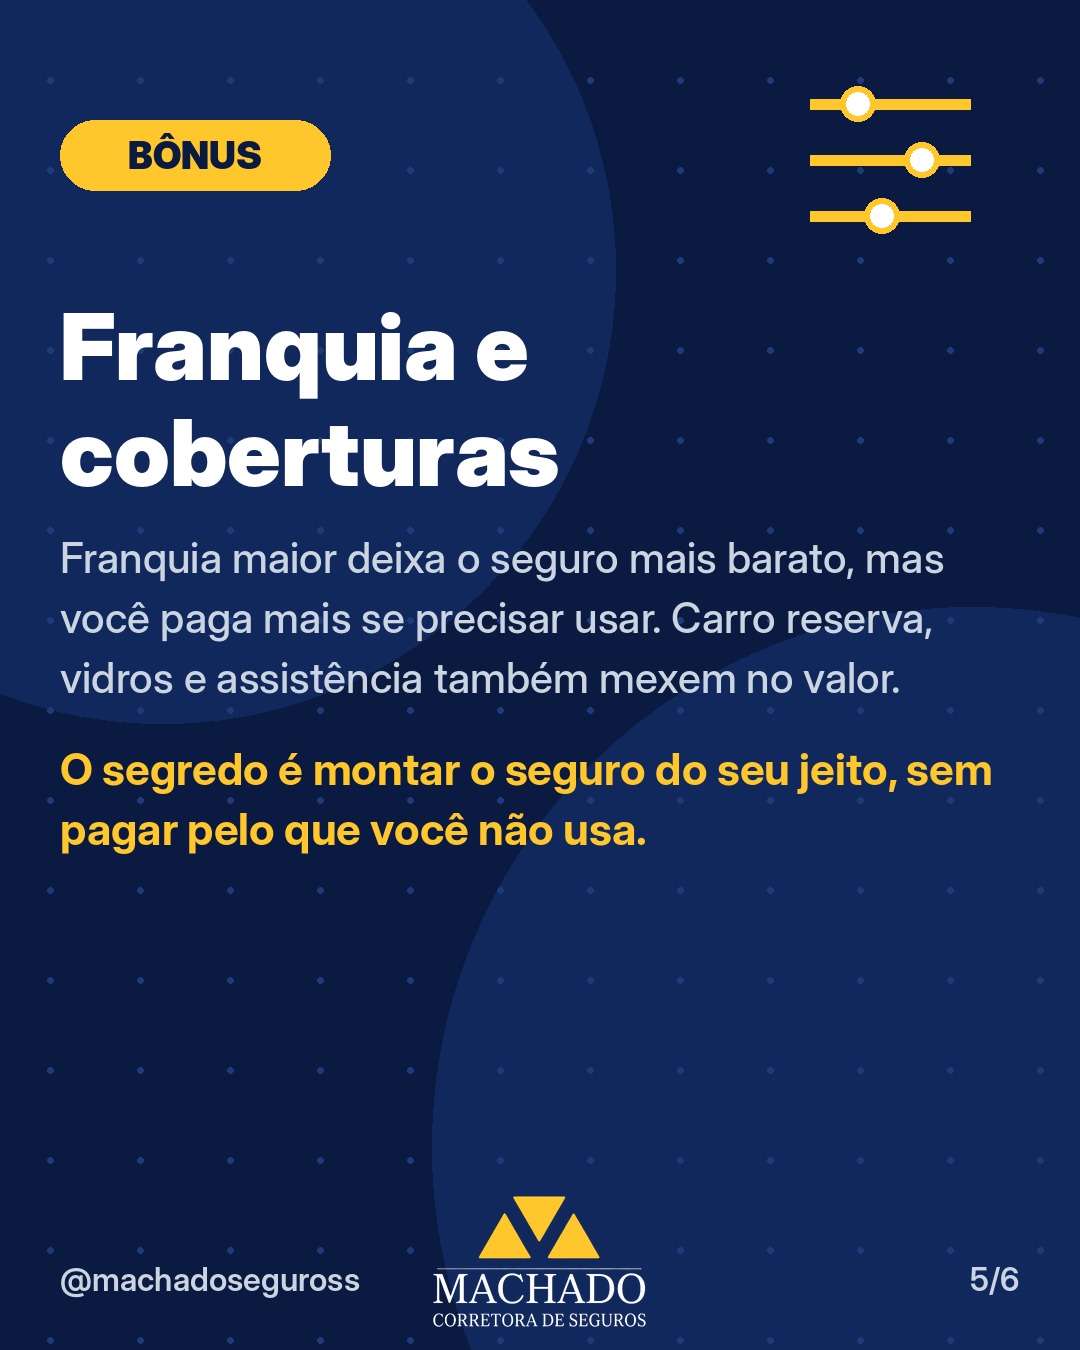 BÔNUS
Franquia e
coberturas
Franquia maior deixa o seguro mais barato, mas
você paga mais se precisar usar. Carro reserva,
vidros e assistência também mexem no valor.
O segredo é montar o seguro do seu jeito, sem
pagar pelo que você não usa.
@machadoseguross
MACHADO
CORRETORA DE SEGUROS
5/6